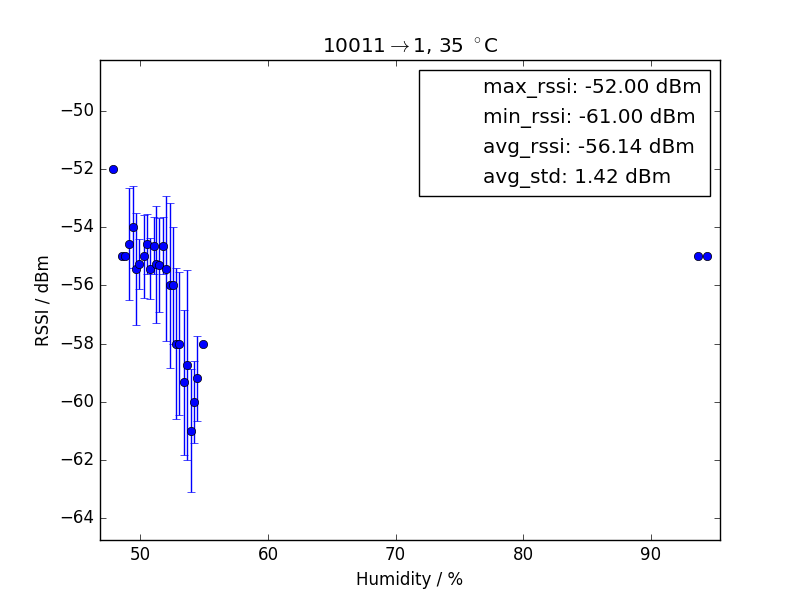 10011→1, 35 °C
max_rssi: -52.00 dBm
min_rssi: -61.00 dBm
avg_rssi: -56.14 dBm
avg_std: 1.42 dBm
RSSI / dBm
−50
−52
−54
−56
−58
−60
−62
−64
50 60 70 80 90
Humidity / %